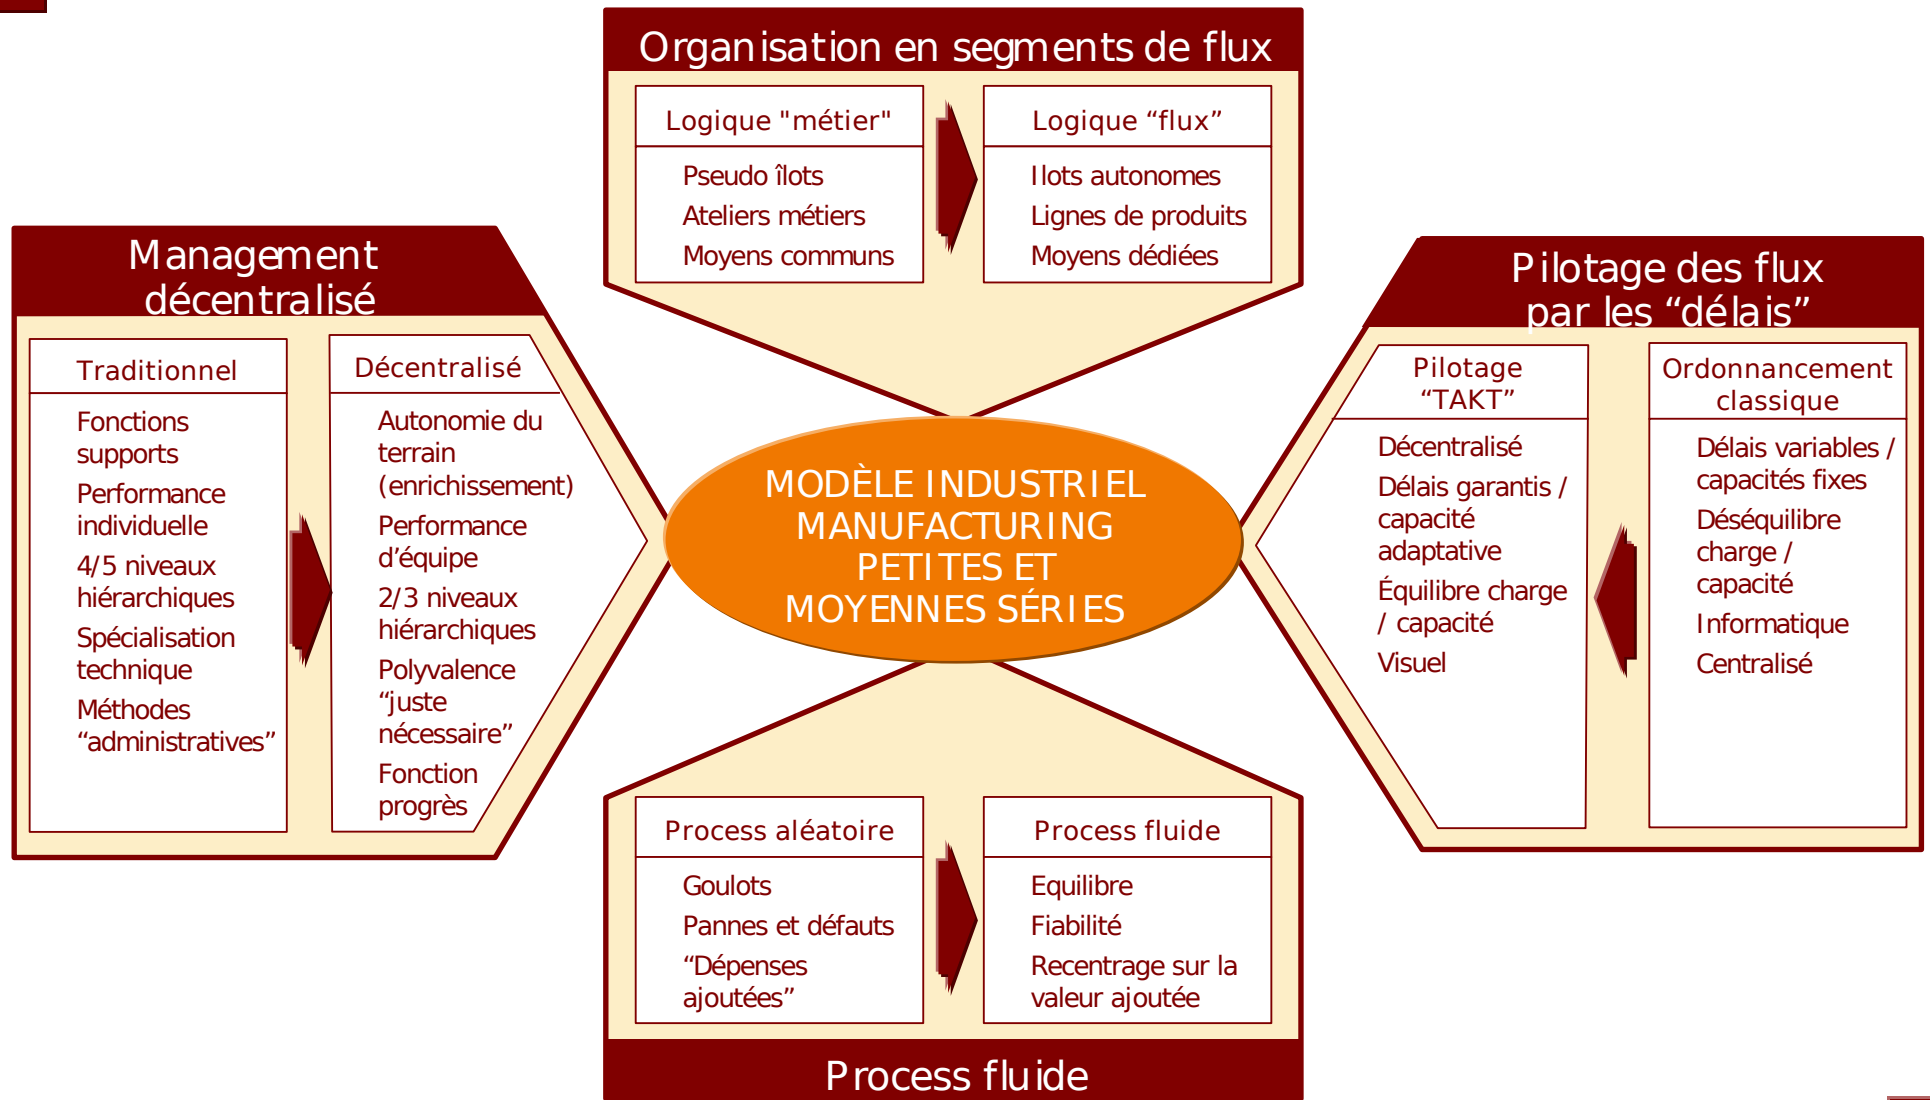 Organisation en segments de flux
Logique "métier"
Pseudo îlots
Ateliers métiers
Moyens communs
Logique “flux”
Ilots autonomes
Lignes de produits
Moyens dédiées
Management
décentralisé
Traditionnel
Fonctions
supports
Performance
individuelle
4/5 niveaux
hiérarchiques
Spécialisation
technique
Méthodes
“administratives”
Décentralisé
Autonomie du
terrain
(enrichissement)
Performance
d’équipe
2/3 niveaux
hiérarchiques
Polyvalence
“juste
nécessaire”
Fonction
progrès
MODÈLE INDUSTRIEL
MANUFACTURING
PETITES ET
MOYENNES SÉRIES
Pilotage des flux
par les “délais”
Pilotage
“TAKT”
Décentralisé
Délais garantis /
capacité
adaptative
Équilibre charge
/ capacité
Visuel
Ordonnancement
classique
Délais variables /
capacités fixes
Déséquilibre
charge /
capacité
Informatique
Centralisé
Process aléatoire
Goulots
Pannes et défauts
“Dépenses
ajoutées”
Process fluide
Equilibre
Fiabilité
Recentrage sur la
valeur ajoutée
Process fluide